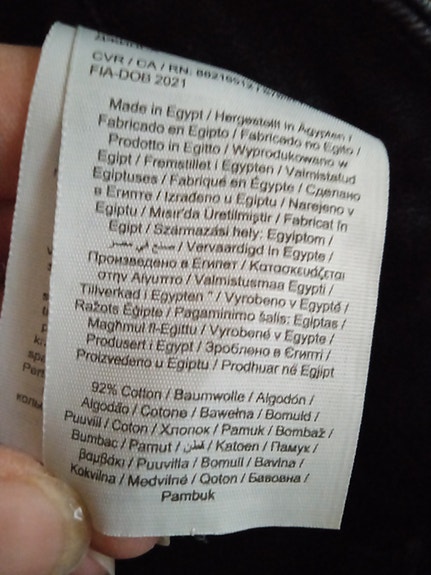 CVR / CA / RN:
FIA-DOB 2021
Made in Egypt / Hergestellt in Ägypten /
Fabricado en Egipto / Fabricado no Egito /
Prodotto in Egitto / Wyprodukowano w
Egipt / Fremstillet i Egypten / Valmistatud
Egiptuses / Fabriqué en Égypte / Сделано
в Египте / Izrađeno u Egiptu / Narejeno v
Egiptu / Mısır'da Üretilmiştir / Fabricat în
Egipt / Származási hely: Egyiptom /
صنع في مصر / Vervaardigd in Egypte /
Произведено в Египет / Κατασκευάζεται
στην Αίγυπτο / Valmistusmaa Egypti /
Tillverkad i Egypten " / Vyrobeno v Egyptě /
Ražots Ēģipte / Pagaminimo šalis: Egiptas /
Magħmul fl-Eġittu / Vyrobené v Egypte /
Produsert i Egypt / Зроблено в Єгипті /
Proizvedeno u Egiptu / Prodhuar në Egjipt
92% Cotton / Baumwolle / Algodón /
Algodão / Cotone / Bawełna / Bomuld /
Puuvill / Coton / Хлопок / Pamuk / Bombaž /
Bumbac / Pamut / قطن / Katoen / Памук /
βαμβάκι / Puuvilla / Bomull / Bavlna /
Kokvilna / Medvilnė / Qoton / Бавовна /
Pambuk